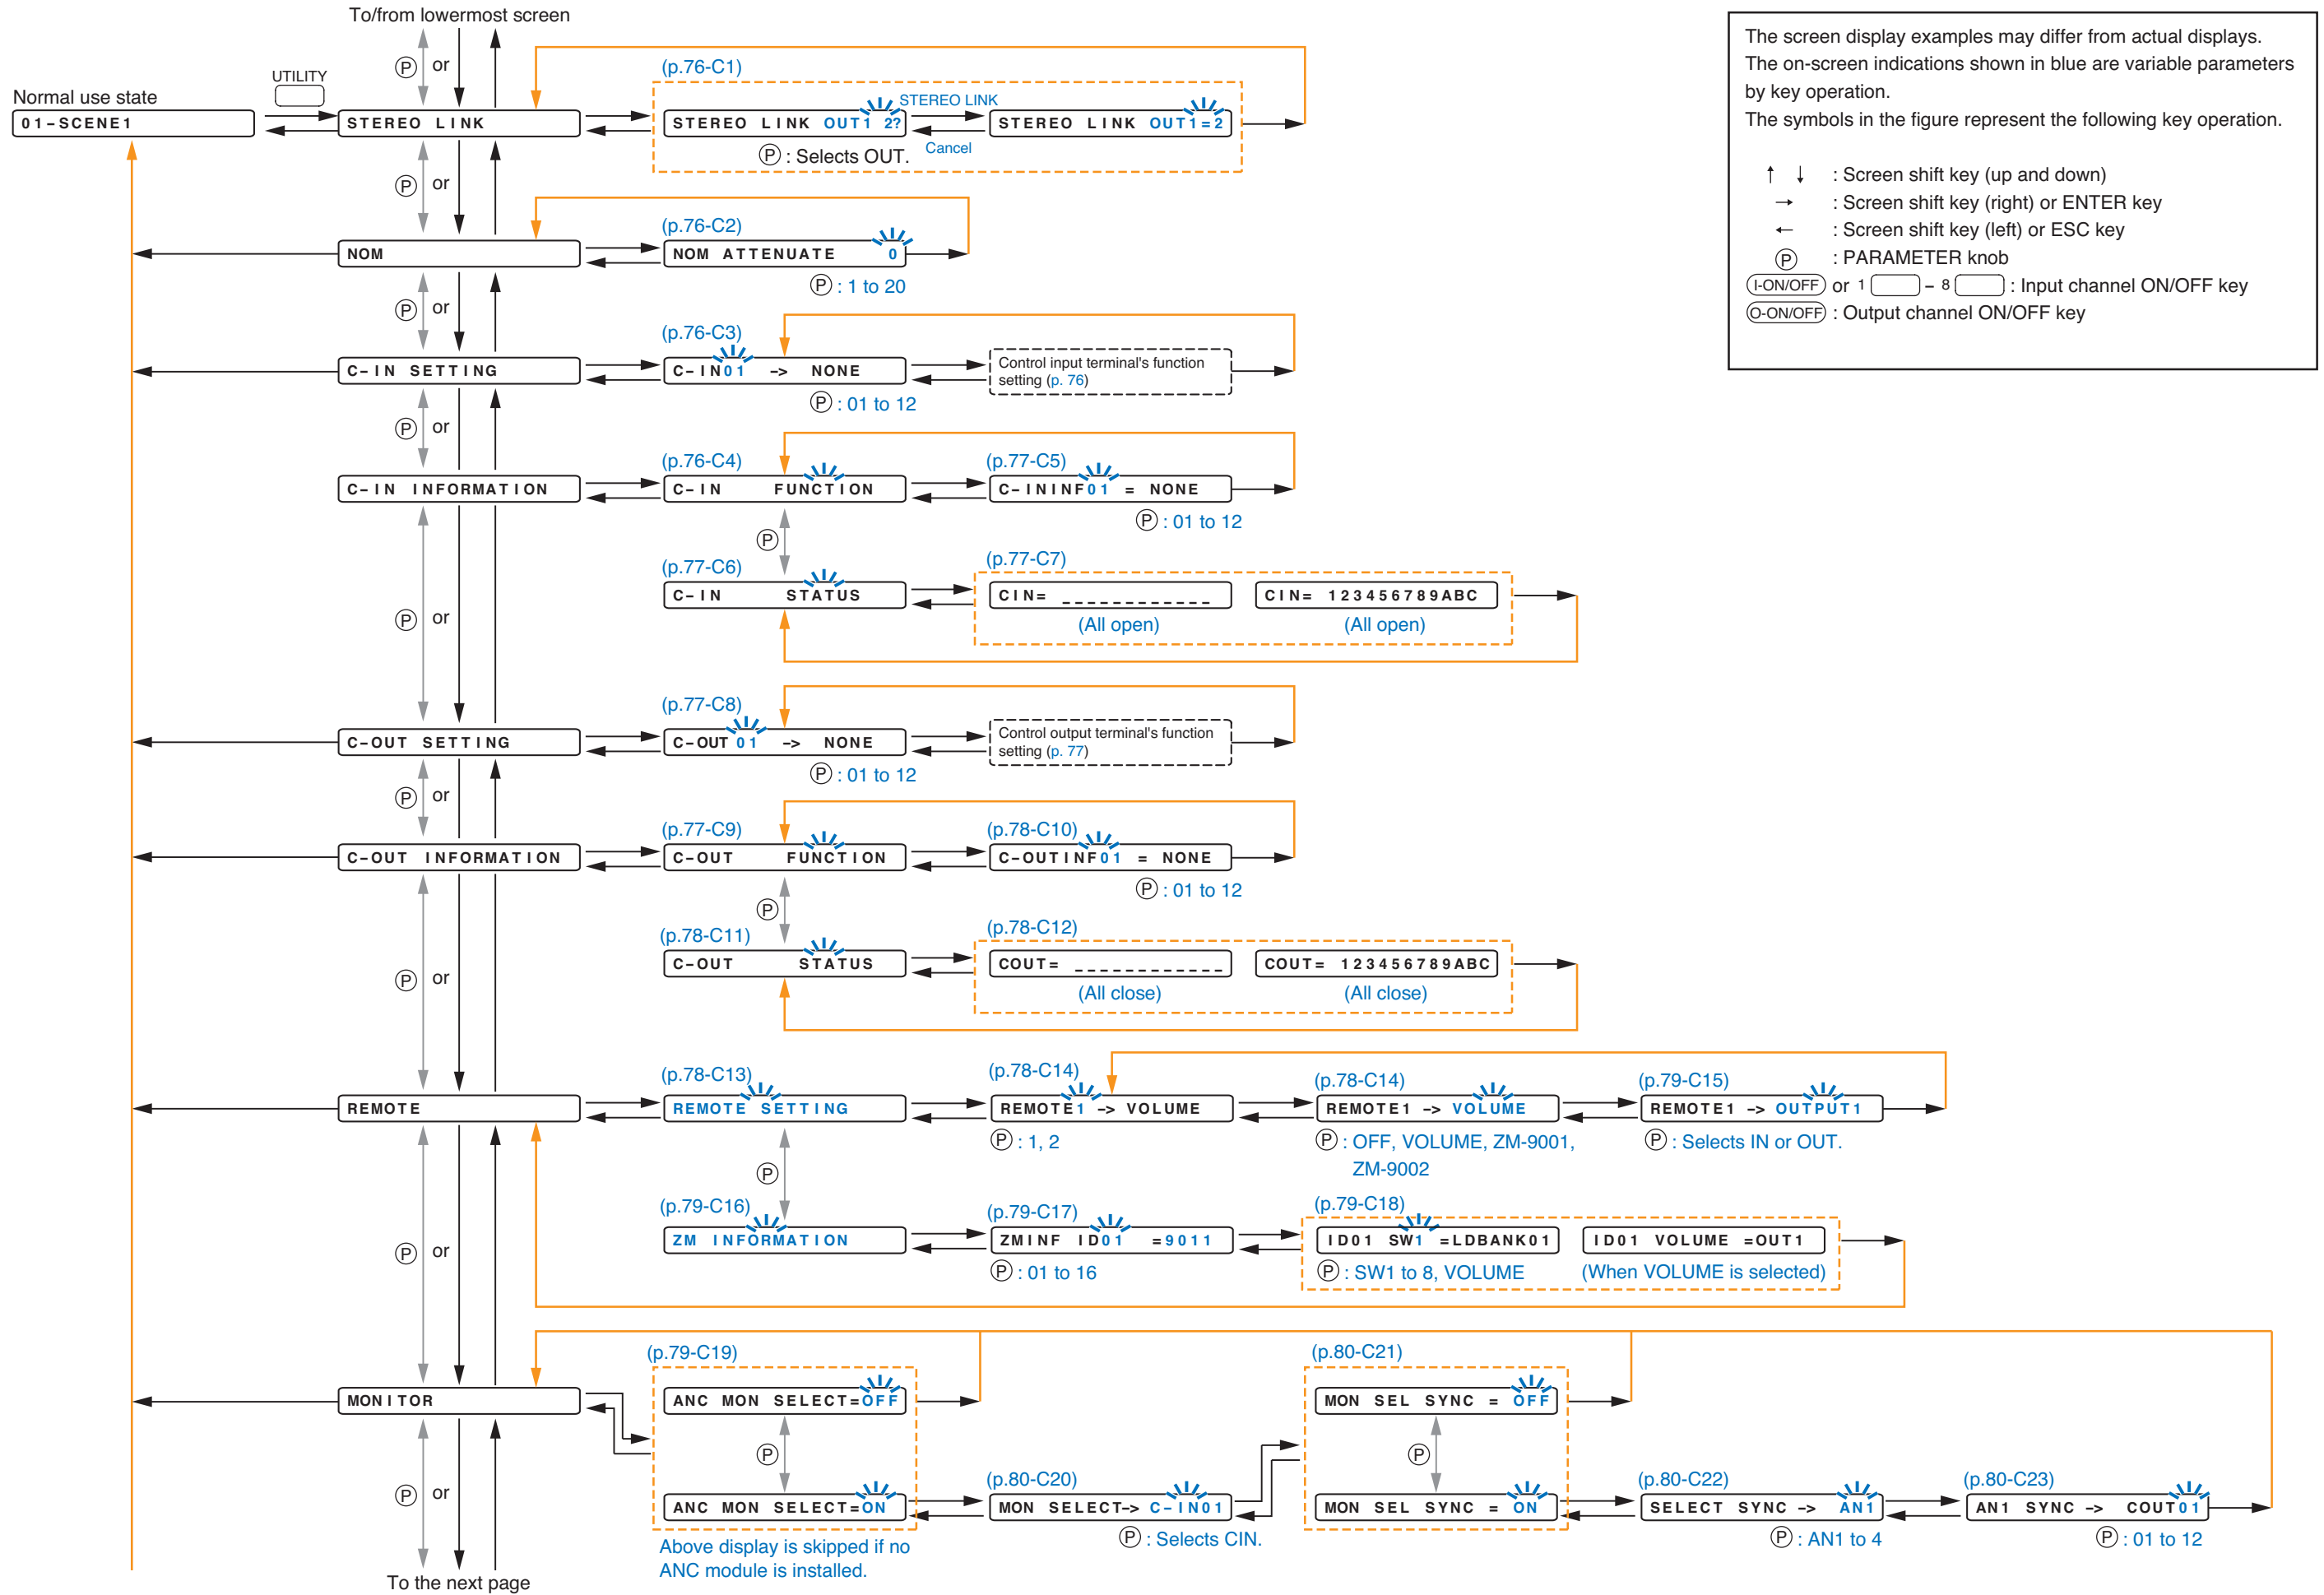 To/from lowermost screen
The screen display examples may differ from actual displays.
The on-screen indications shown in blue are variable parameters
by key operation.
The symbols in the figure represent the following key operation.
↑ ↓ : Screen shift key (up and down)
→ : Screen shift key (right) or ENTER key
← : Screen shift key (left) or ESC key
P : PARAMETER knob
I-ON/OFF or 1 – 8 : Input channel ON/OFF key
O-ON/OFF : Output channel ON/OFF key
P or
UTILITY
Normal use state
(p.76-C1)
01-SCENE1
STEREO LINK
STEREO LINK OUT1 2?
STEREO LINK
Cancel
STEREO LINK OUT1=2
P : Selects OUT.
P or
(p.76-C2)
NOM
NOM ATTENUATE 0
P : 1 to 20
P or
(p.76-C3)
C-IN SETTING
C-IN01 -> NONE
Control input terminal's function
setting (p. 76)
P : 01 to 12
P or
(p.76-C4)
(p.77-C5)
C-IN INFORMATION
C-IN FUNCTION
C-ININF01 = NONE
P : 01 to 12
P
(p.77-C6)
(p.77-C7)
C-IN STATUS
CIN= _ _ _ _ _ _ _ _ _ _ _ _
CIN= 123456789ABC
(All open)
(All open)
P or
(p.77-C8)
C-OUT SETTING
C-OUT 01 -> NONE
Control output terminal's function
setting (p. 77)
P : 01 to 12
P or
(p.77-C9)
(p.78-C10)
C-OUT INFORMATION
C-OUT FUNCTION
C-OUTINF01 = NONE
P : 01 to 12
P
(p.78-C11)
(p.78-C12)
C-OUT STATUS
COUT= _ _ _ _ _ _ _ _ _ _ _ _
COUT= 123456789ABC
(All close)
(All close)
P or
(p.78-C13)
(p.78-C14)
(p.78-C14)
(p.79-C15)
REMOTE
REMOTE SETTING
REMOTE1 -> VOLUME
REMOTE1 -> VOLUME
REMOTE1 -> OUTPUT1
P : 1, 2
P : OFF, VOLUME, ZM-9001,
ZM-9002
P : Selects IN or OUT.
P
(p.79-C16)
(p.79-C17)
(p.79-C18)
ZM INFORMATION
ZMINF ID01 =9011
ID01 SW1 =LDBANK01
ID01 VOLUME =OUT1
P : 01 to 16
P : SW1 to 8, VOLUME
(When VOLUME is selected)
P or
(p.79-C19)
(p.80-C21)
MONITOR
ANC MON SELECT=OFF
MON SEL SYNC = OFF
P
P
(p.80-C20)
(p.80-C22)
(p.80-C23)
ANC MON SELECT=ON
MON SELECT-> C-IN01
MON SEL SYNC = ON
SELECT SYNC -> AN1
AN1 SYNC -> COUT01
P or
Above display is skipped if no
ANC module is installed.
P : Selects CIN.
P : AN1 to 4
P : 01 to 12
To the next page